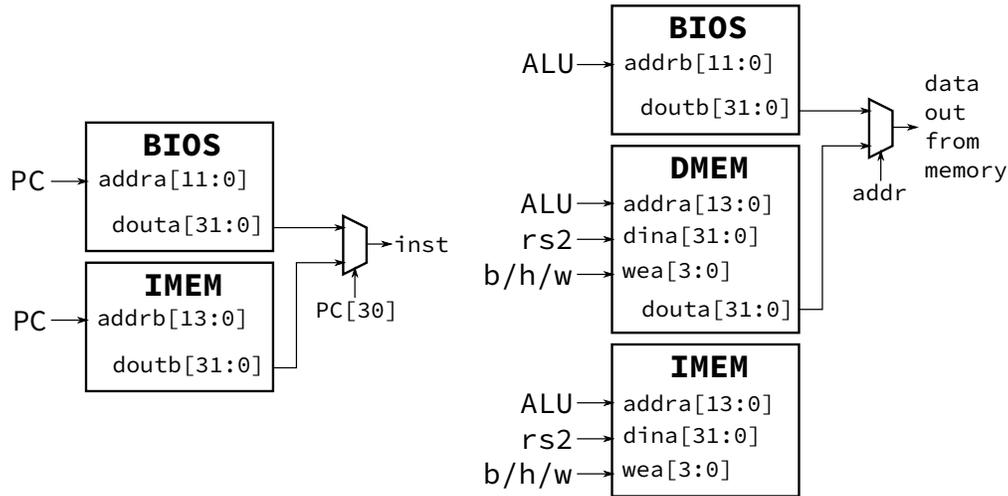 BIOS
PC
addra[11:0]
douta[31:0]
IMEM
PC
addrb[13:0]
doutb[31:0]
inst
PC[30]
BIOS
ALU
addrb[11:0]
doutb[31:0]
DMEM
ALU
addra[13:0]
rs2
dina[31:0]
b/h/w
wea[3:0]
douta[31:0]
data
out
from
memory
addr
IMEM
ALU
addra[13:0]
rs2
dina[31:0]
b/h/w
wea[3:0]